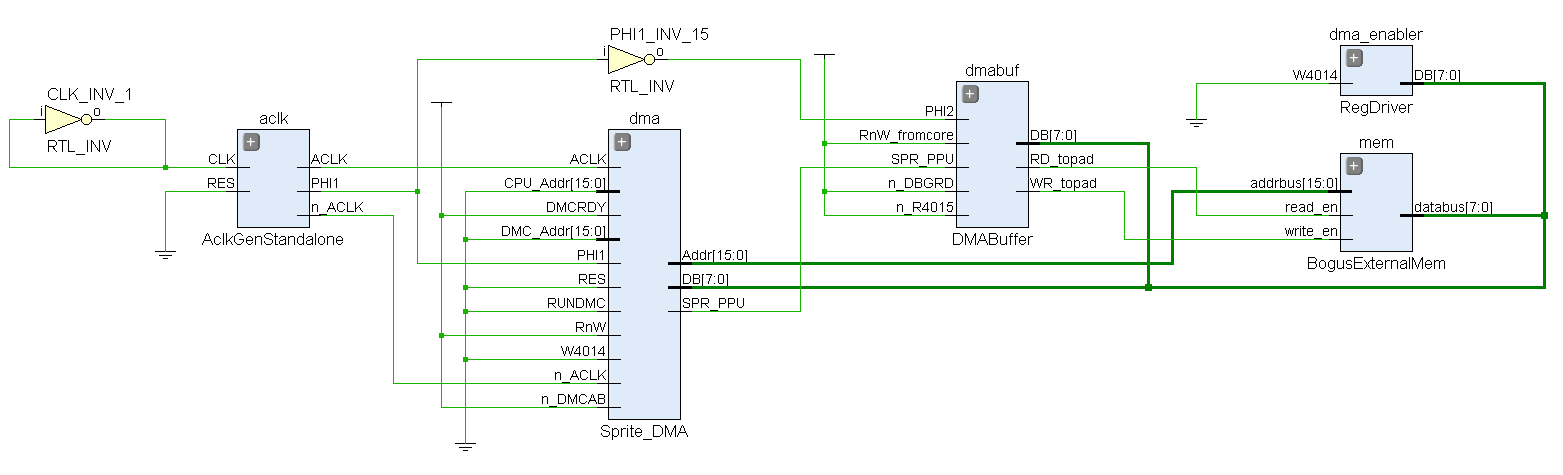 CLK_INV_1
i
o
RTL_INV
aclk
CLK
RES
ACLK
PHI1
n_ACLK
AclkGenStandalone
PHI1_INV_15
i
o
RTL_INV
dma
ACLK
CPU_Addr[15:0]
DMCRDY
DMC_Addr[15:0]
PHI1
RES
RUNDMC
RnW
W4014
n_ACLK
n_DMCAB
Addr[15:0]
DB[7:0]
SPR_PPU
Sprite_DMA
dmabuf
PHI2
RnW_fromcore
SPR_PPU
n_DBGRD
n_R4015
DB[7:0]
RD_topad
WR_topad
DMABuffer
dma_enabler
W4014
DB[7:0]
RegDriver
mem
addrbus[15:0]
read_en
write_en
databus[7:0]
BogusExternalMem